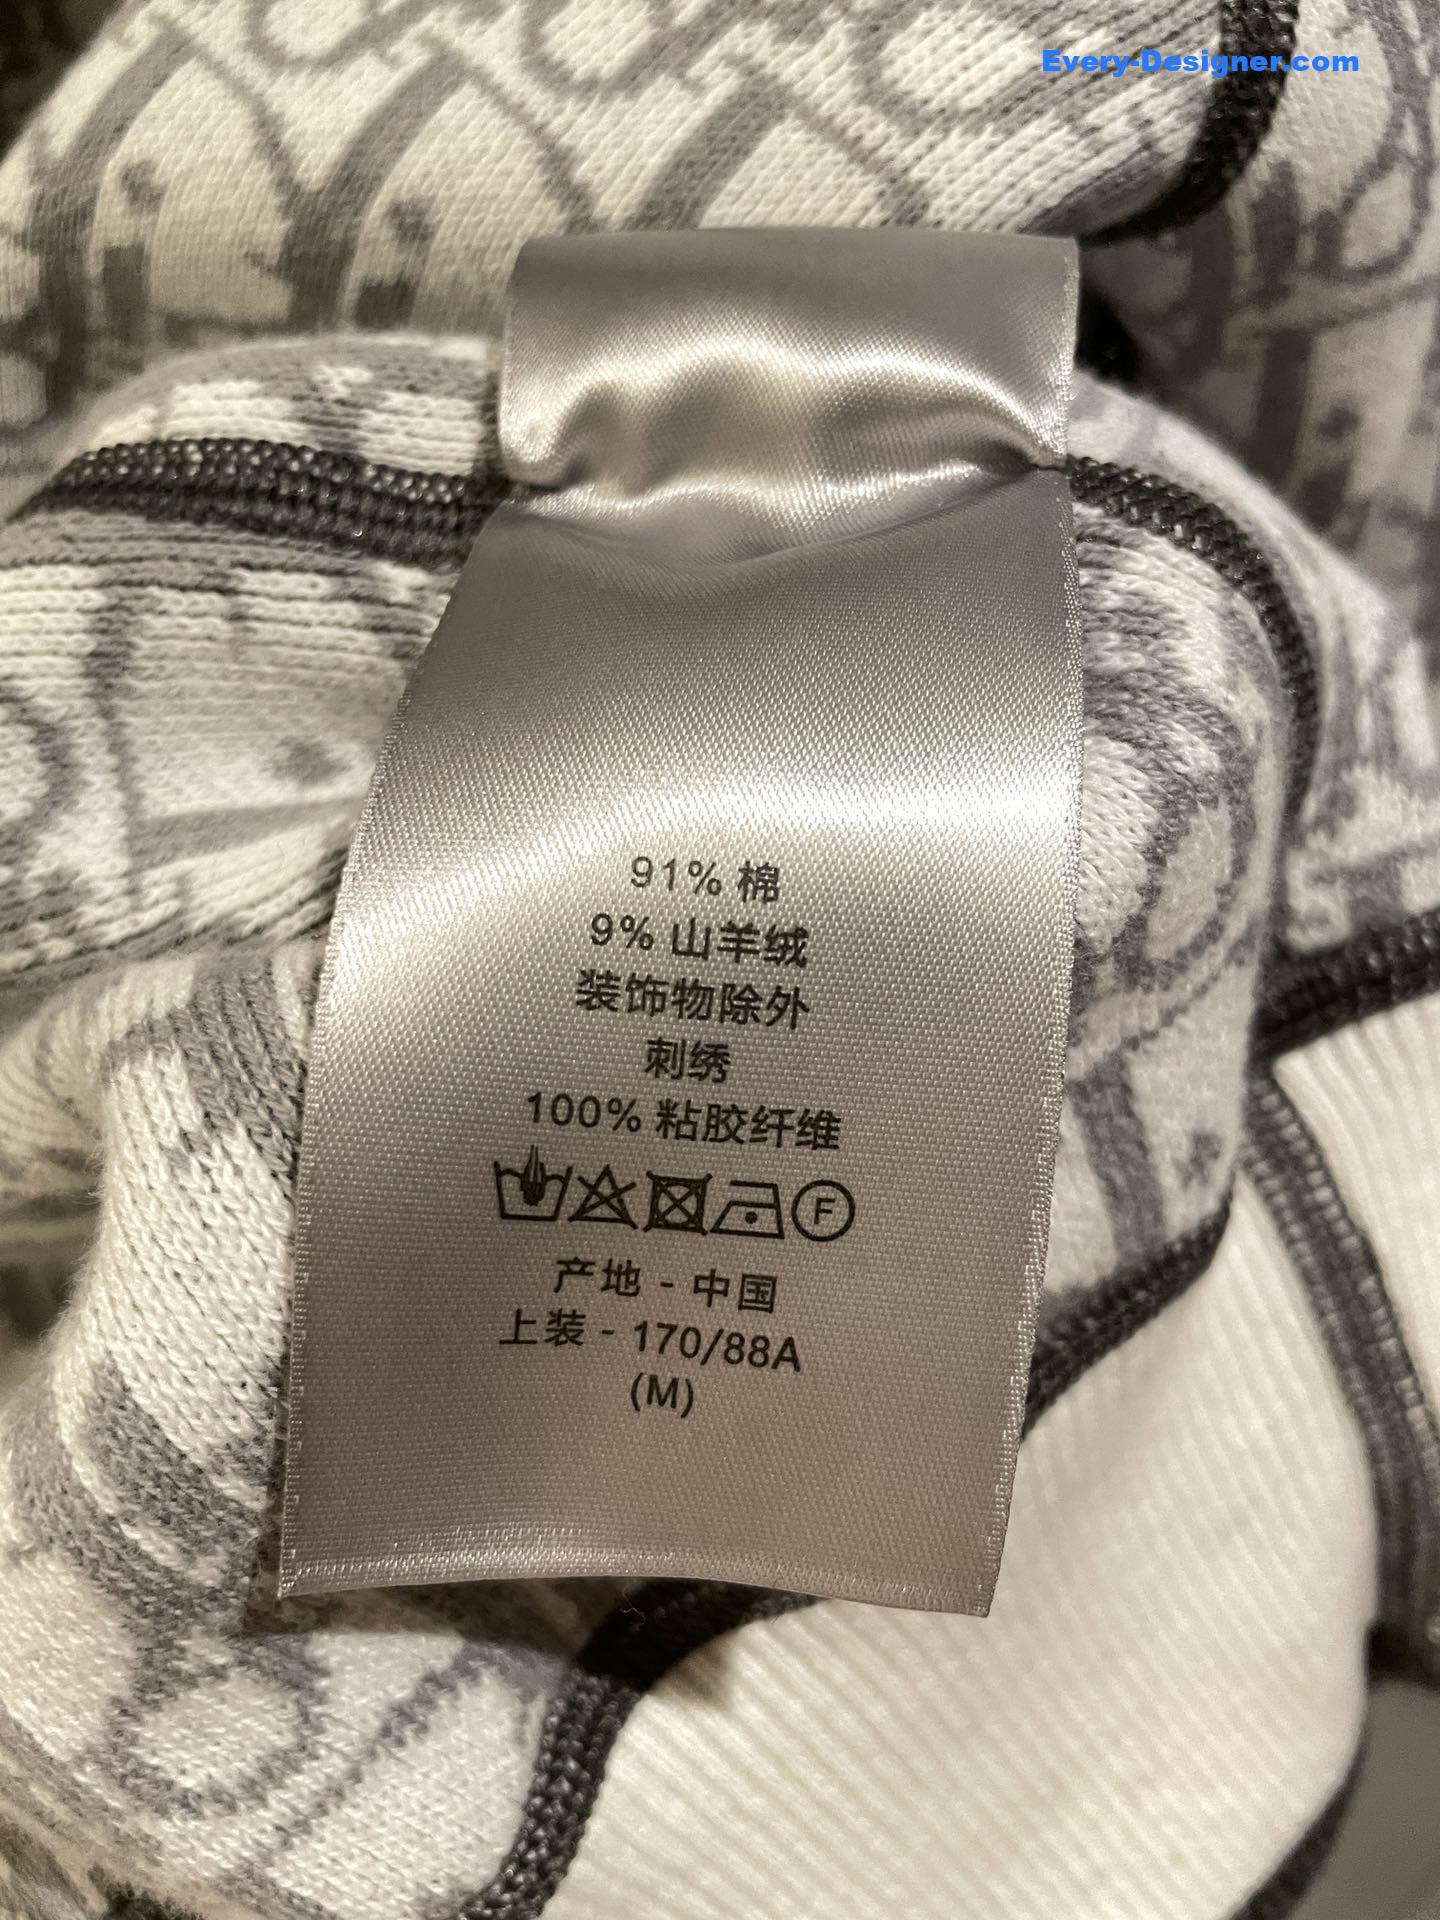 Every-Designer.com
91% 棉
9% 山羊绒
装饰物除外
刺绣
100% 粘胶纤维
F
产地 - 中国
上装 - 170/88A
(M)